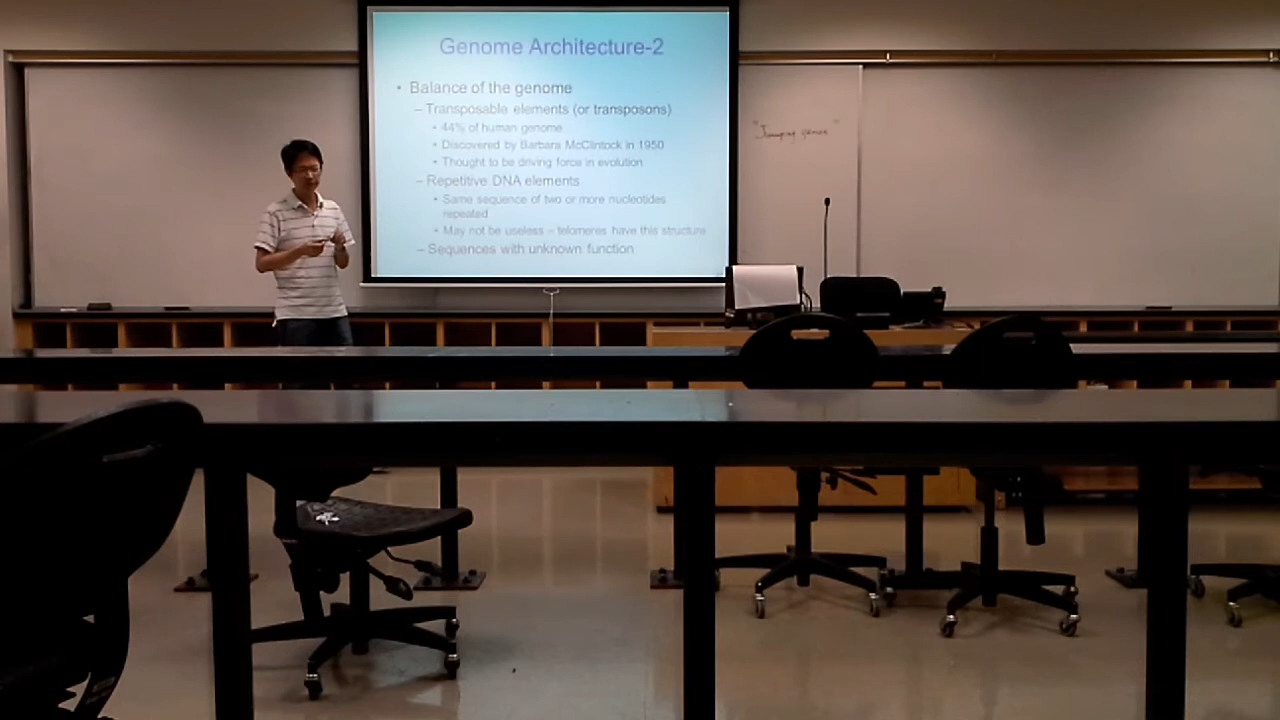 Genome Architecture-2
• Balance of the genome
– Transposable elements (or transposons)
• 44% of human genome
• Discovered by Barbara McClintock in 1950
• Thought to be driving force in evolution
– Repetitive DNA elements
• Same sequence of two or more nucleotides
repeated
• May not be useless – telomeres have this structure
– Sequences with unknown function
"Jumping genes"